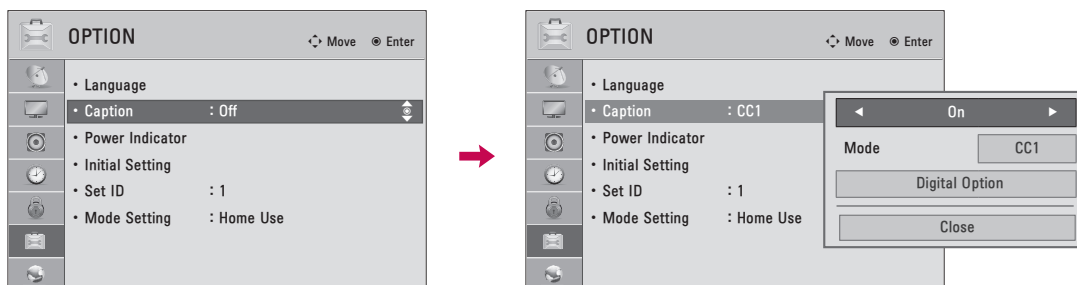 OPTION
Move Enter
• Language
• Caption : Off
• Power Indicator
• Initial Setting
• Set ID : 1
• Mode Setting : Home Use
OPTION
Move Enter
• Language
• Caption : CC1
• Power Indicator
• Initial Setting
• Set ID : 1
• Mode Setting : Home Use
◀ On ▶
Mode CC1
Digital Option
Close